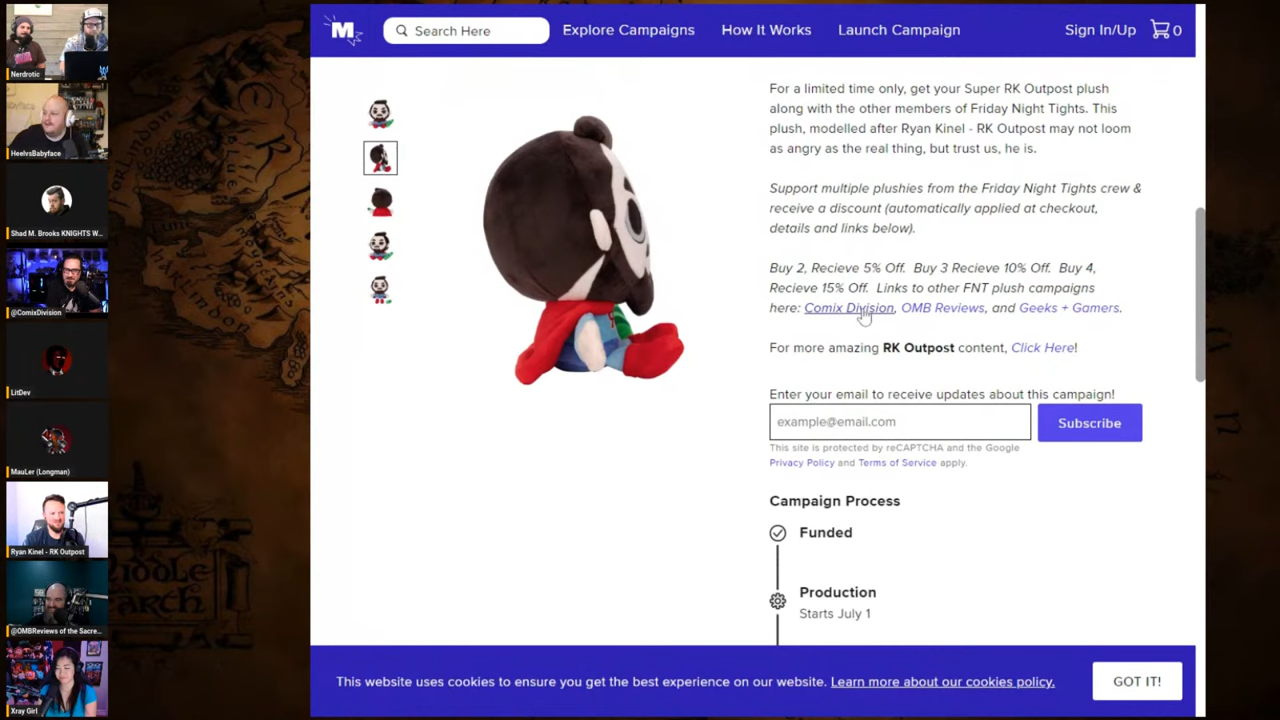 Nerdrotic
HeelvsBabyface
Shad M. Brooks KNIGHTS W...
@ComixDivision
LitDev
MauLer (Longman)
Ryan Kinel - RK Outpost
@OMBReviews of the Sacre...
Xray Girl
MIDDLE
EARTH
M
Search Here
Explore Campaigns
How It Works
Launch Campaign
Sign In/Up
0
For a limited time only, get your Super RK Outpost plush
along with the other members of Friday Night Tights. This
plush, modelled after Ryan Kinel - RK Outpost may not loom
as angry as the real thing, but trust us, he is.
Support multiple plushies from the Friday Night Tights crew &
receive a discount (automatically applied at checkout,
details and links below).
Buy 2, Recieve 5% Off. Buy 3 Recieve 10% Off. Buy 4,
Recieve 15% Off. Links to other FNT plush campaigns
here: Comix Division, OMB Reviews, and Geeks + Gamers.
For more amazing RK Outpost content, Click Here!
Enter your email to receive updates about this campaign!
example@email.com
Subscribe
This site is protected by reCAPTCHA and the Google
Privacy Policy and Terms of Service apply.
Campaign Process
Funded
Production
Starts July 1
This website uses cookies to ensure you get the best experience on our website. Learn more about our cookies policy.
GOT IT!